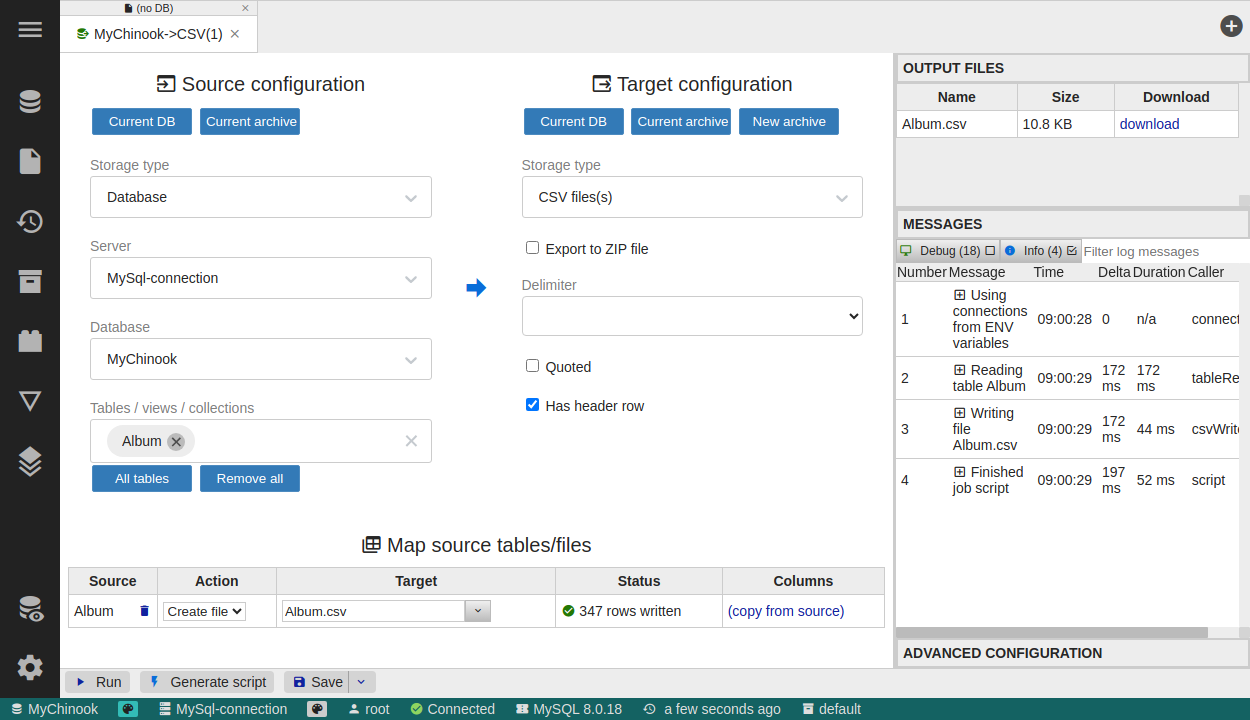 (no DB)
MyChinook->CSV(1)
Source configuration
Current DB
Current archive
Storage type
Database
Server
MySql-connection
Database
MyChinook
Tables / views / collections
Album
All tables
Remove all
Target configuration
Current DB
Current archive
New archive
Storage type
CSV files(s)
Export to ZIP file
Delimiter
Quoted
Has header row
Map source tables/files
Source Action Target Status Columns
Album Create file Album.csv 347 rows written (copy from source)
Run
Generate script
Save
OUTPUT FILES
Name Size Download
Album.csv 10.8 KB download
MESSAGES
Debug (18)
Info (4)
Filter log messages
Number Message Time Delta Duration Caller
1 Using connections from ENV variables 09:00:28 0 n/a connect
2 Reading table Album 09:00:29 172 ms 172 ms tableRe
3 Writing file Album.csv 09:00:29 172 ms 44 ms csvWrite
4 Finished job script 09:00:29 197 ms 52 ms script
ADVANCED CONFIGURATION
MyChinook MySql-connection root Connected MySQL 8.0.18 a few seconds ago default